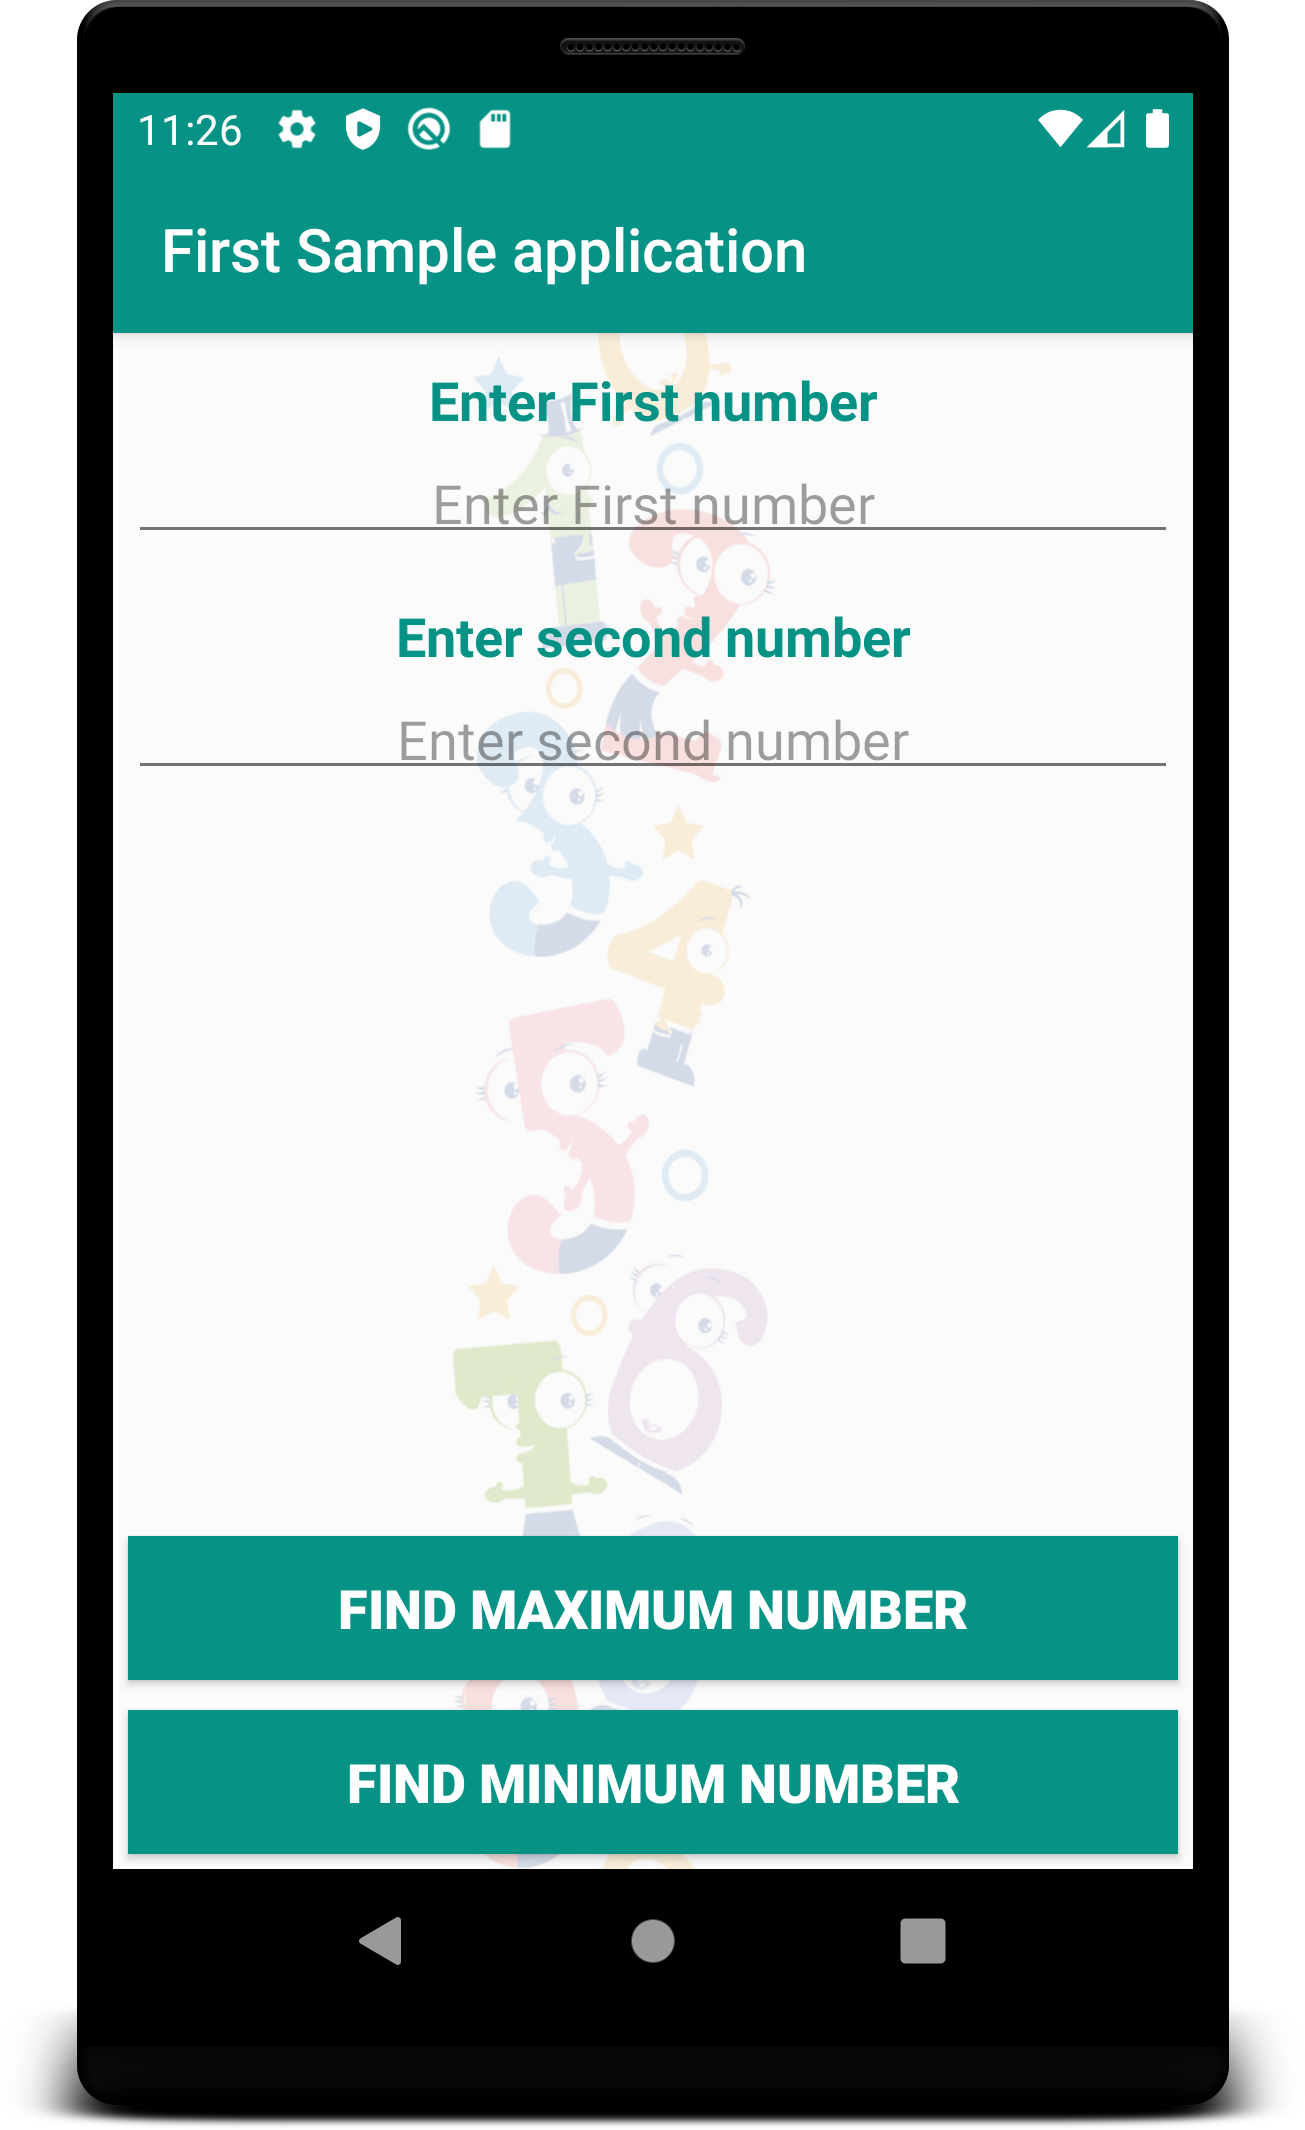 11:26
First Sample application
Enter First number
Enter First number
Enter second number
Enter second number
FIND MAXIMUM NUMBER
FIND MINIMUM NUMBER